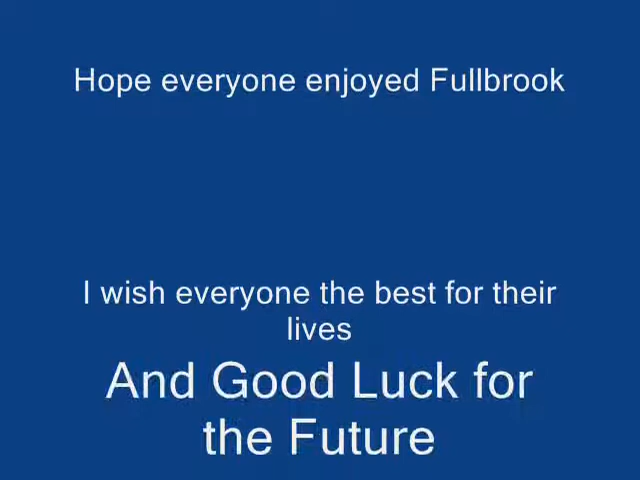 Hope everyone enjoyed Fullbrook
I wish everyone the best for their
lives
And Good Luck for
the Future